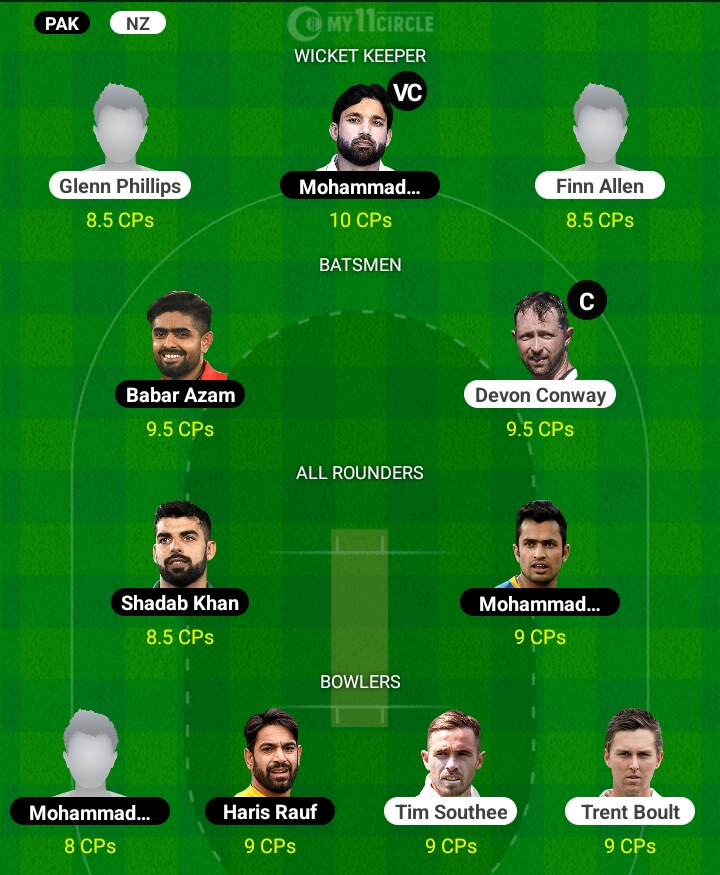 PAK NZ MY11CIRCLE
WICKET KEEPER
VC
Glenn Phillips Mohammad... Finn Allen
8.5 CPs 10 CPs 8.5 CPs
BATSMEN
C
Babar Azam Devon Conway
9.5 CPs 9.5 CPs
ALL ROUNDERS
Shadab Khan Mohammad...
8.5 CPs 9 CPs
BOWLERS
Mohammad... Haris Rauf Tim Southee Trent Boult
8 CPs 9 CPs 9 CPs 9 CPs